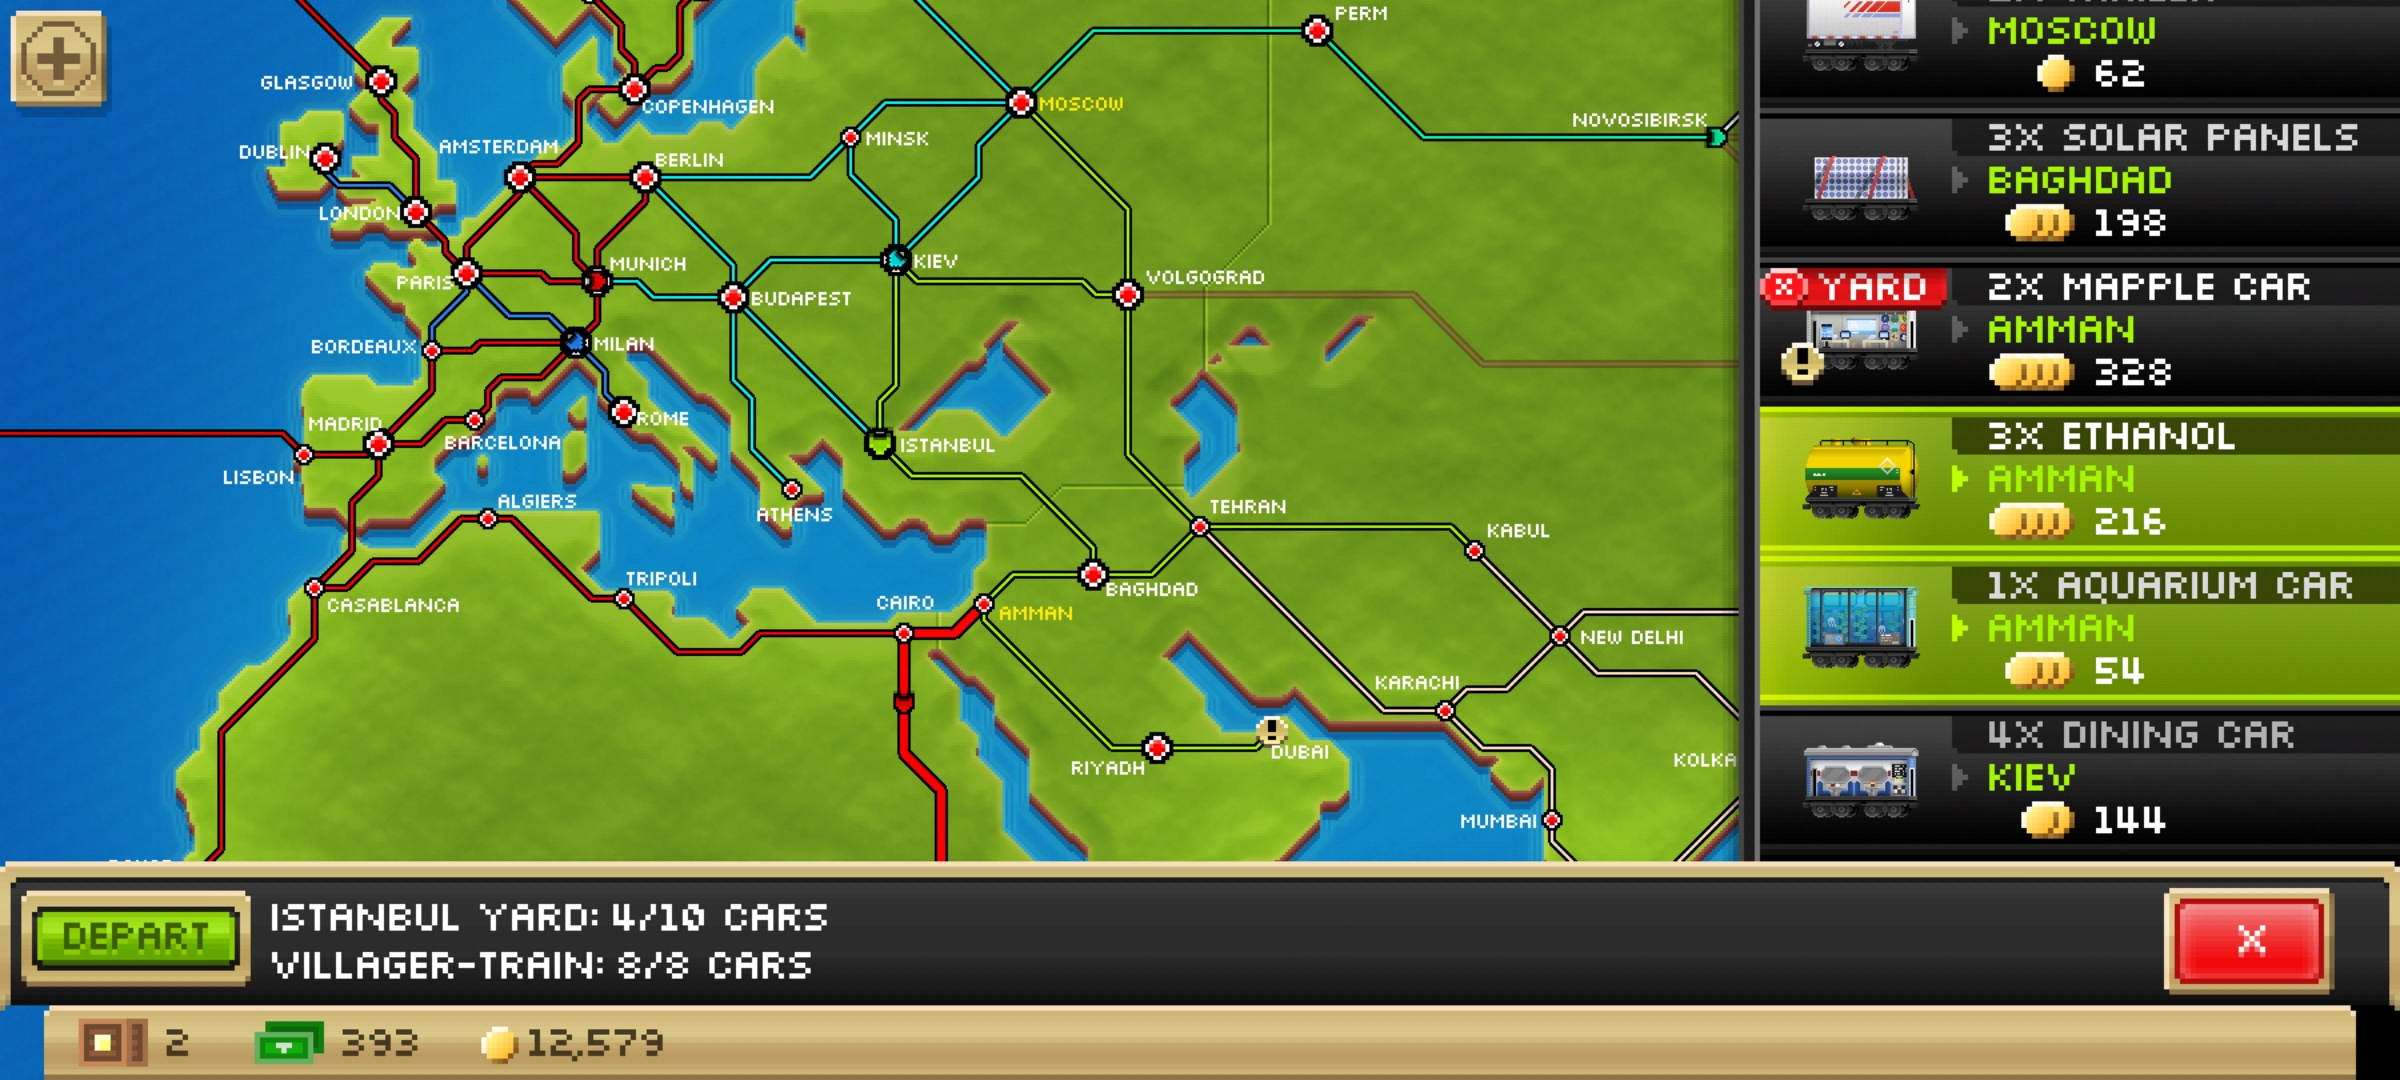 PERM
GLASGOW
COPENHAGEN
MOSCOW
NOVOSIBIRSK
DUBLIN
AMSTERDAM
BERLIN
MINSK
LONDON
MUNICH
KIEV
PARIS
BUDAPEST
VOLGOGRAD
BORDEAUX
MILAN
MADRID
ROME
BARCELONA
ISTANBUL
LISBON
ALGIERS
ATHENS
TEHRAN
KABUL
TRIPOLI
CASABLANCA
CAIRO
AMMAN
BAGHDAD
NEW DELHI
KARACHI
RIYADH
DUBAI
KOLKA
MUMBAI
MOSCOW
62
3X SOLAR PANELS
BAGHDAD
198
X YARD
2X MAPPLE CAR
AMMAN
328
3X ETHANOL
AMMAN
216
1X AQUARIUM CAR
AMMAN
54
4X DINING CAR
KIEV
144
DEPART
ISTANBUL YARD: 4/10 CARS
VILLAGER-TRAIN: 8/8 CARS
X
2
393
12,579